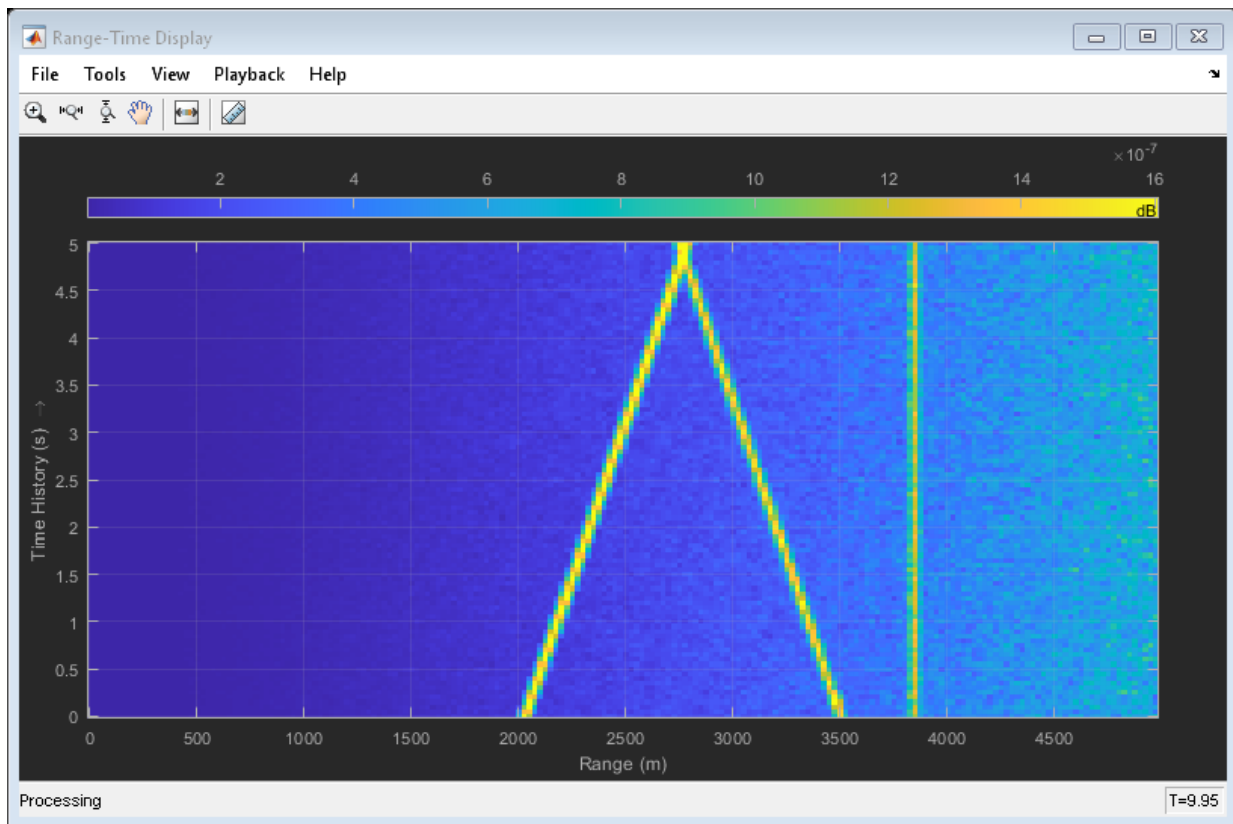 Range-Time Display
File Tools View Playback Help
×10-7
2 4 6 8 10 12 14 16
dB
5
4.5
4
3.5
3
2.5
2
1.5
1
0.5
0
Time History (s) →
0 500 1000 1500 2000 2500 3000 3500 4000 4500
Range (m)
Processing T=9.95